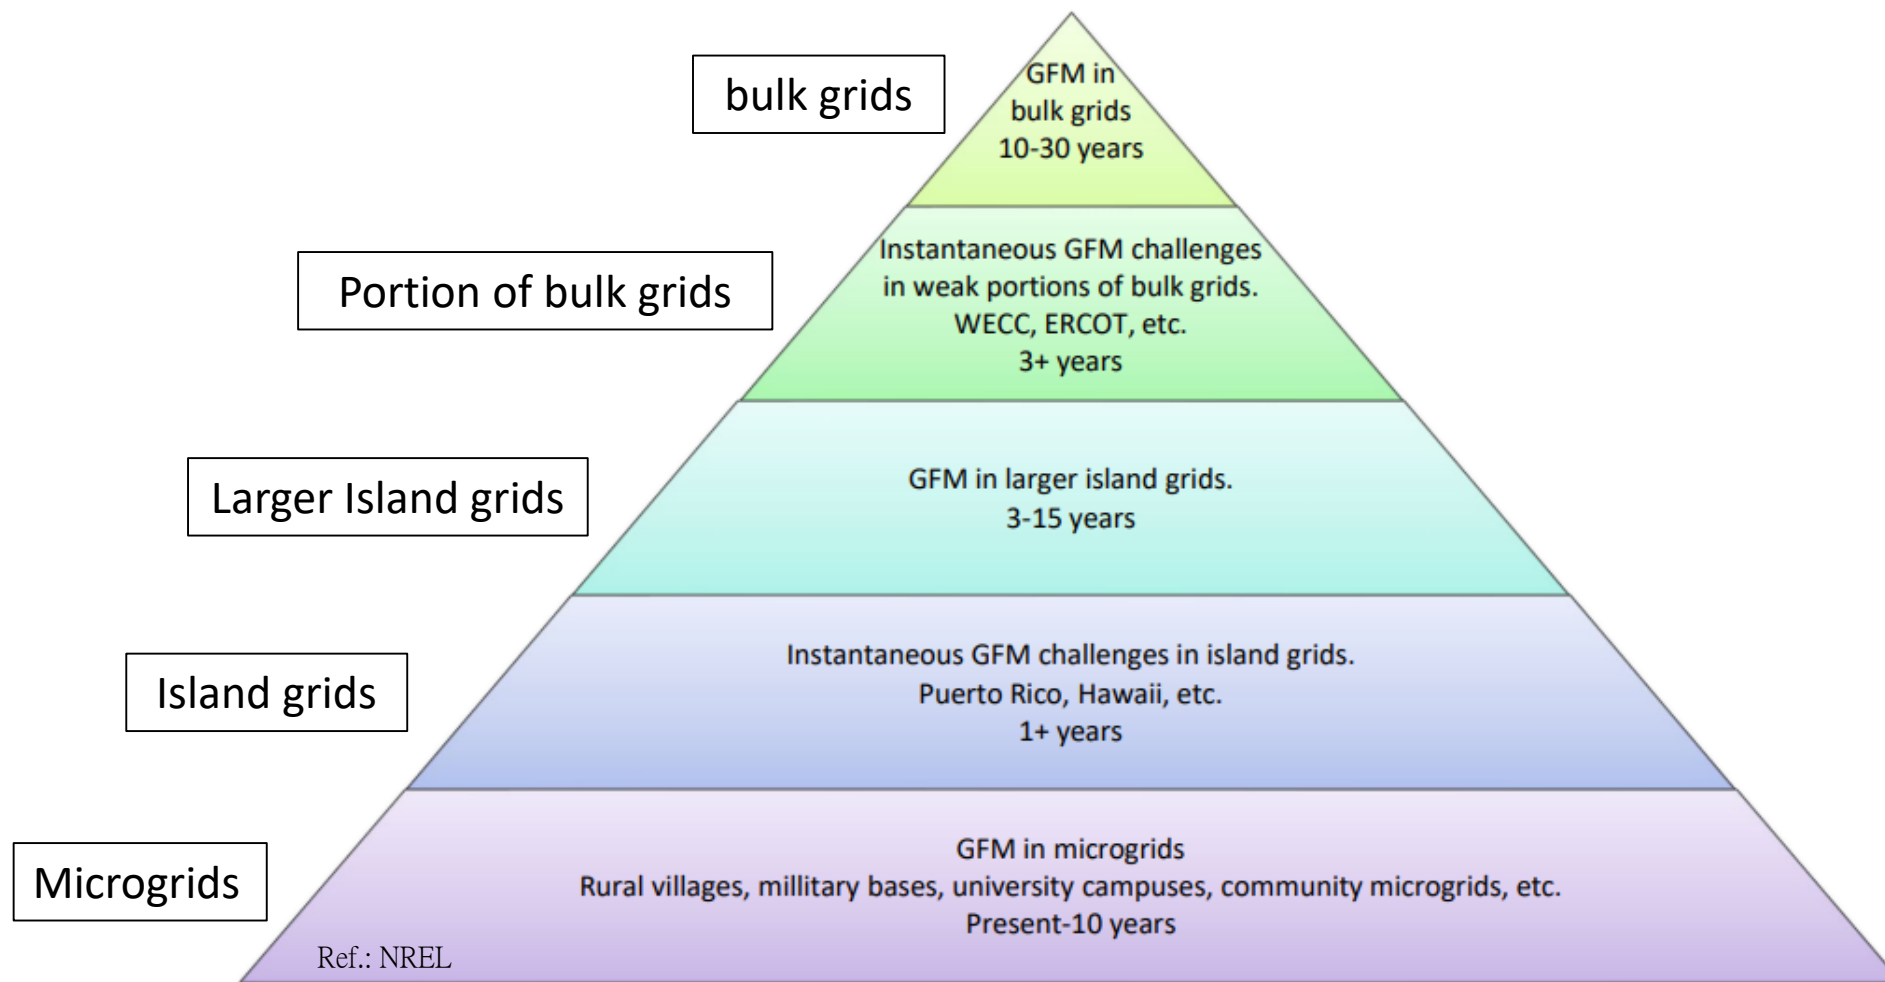 bulk grids
GFM in
bulk grids
10-30 years
Portion of bulk grids
Instantaneous GFM challenges
in weak portions of bulk grids.
WECC, ERCOT, etc.
3+ years
Larger Island grids
GFM in larger island grids.
3-15 years
Island grids
Instantaneous GFM challenges in island grids.
Puerto Rico, Hawaii, etc.
1+ years
Microgrids
GFM in microgrids
Rural villages, millitary bases, university campuses, community microgrids, etc.
Present-10 years
Ref.: NREL